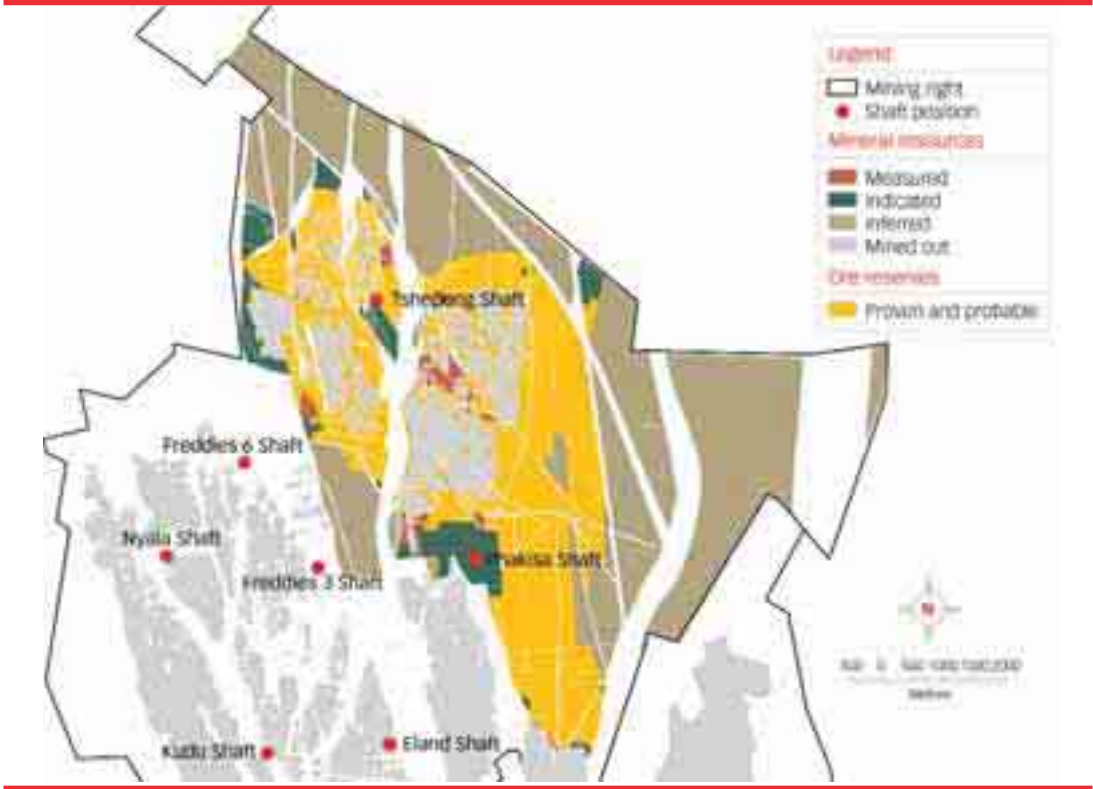 Legend
Mining right
Shaft position
Mineral resources
Measured
Indicated
Inferred
Mined out
Ore reserves
Proven and probable
Tshepong Shaft
Freddies 6 Shaft
Nyala Shaft
Phakisa Shaft
Freddies 3 Shaft
N
Metres
Eland Shaft
Kudu Shaft